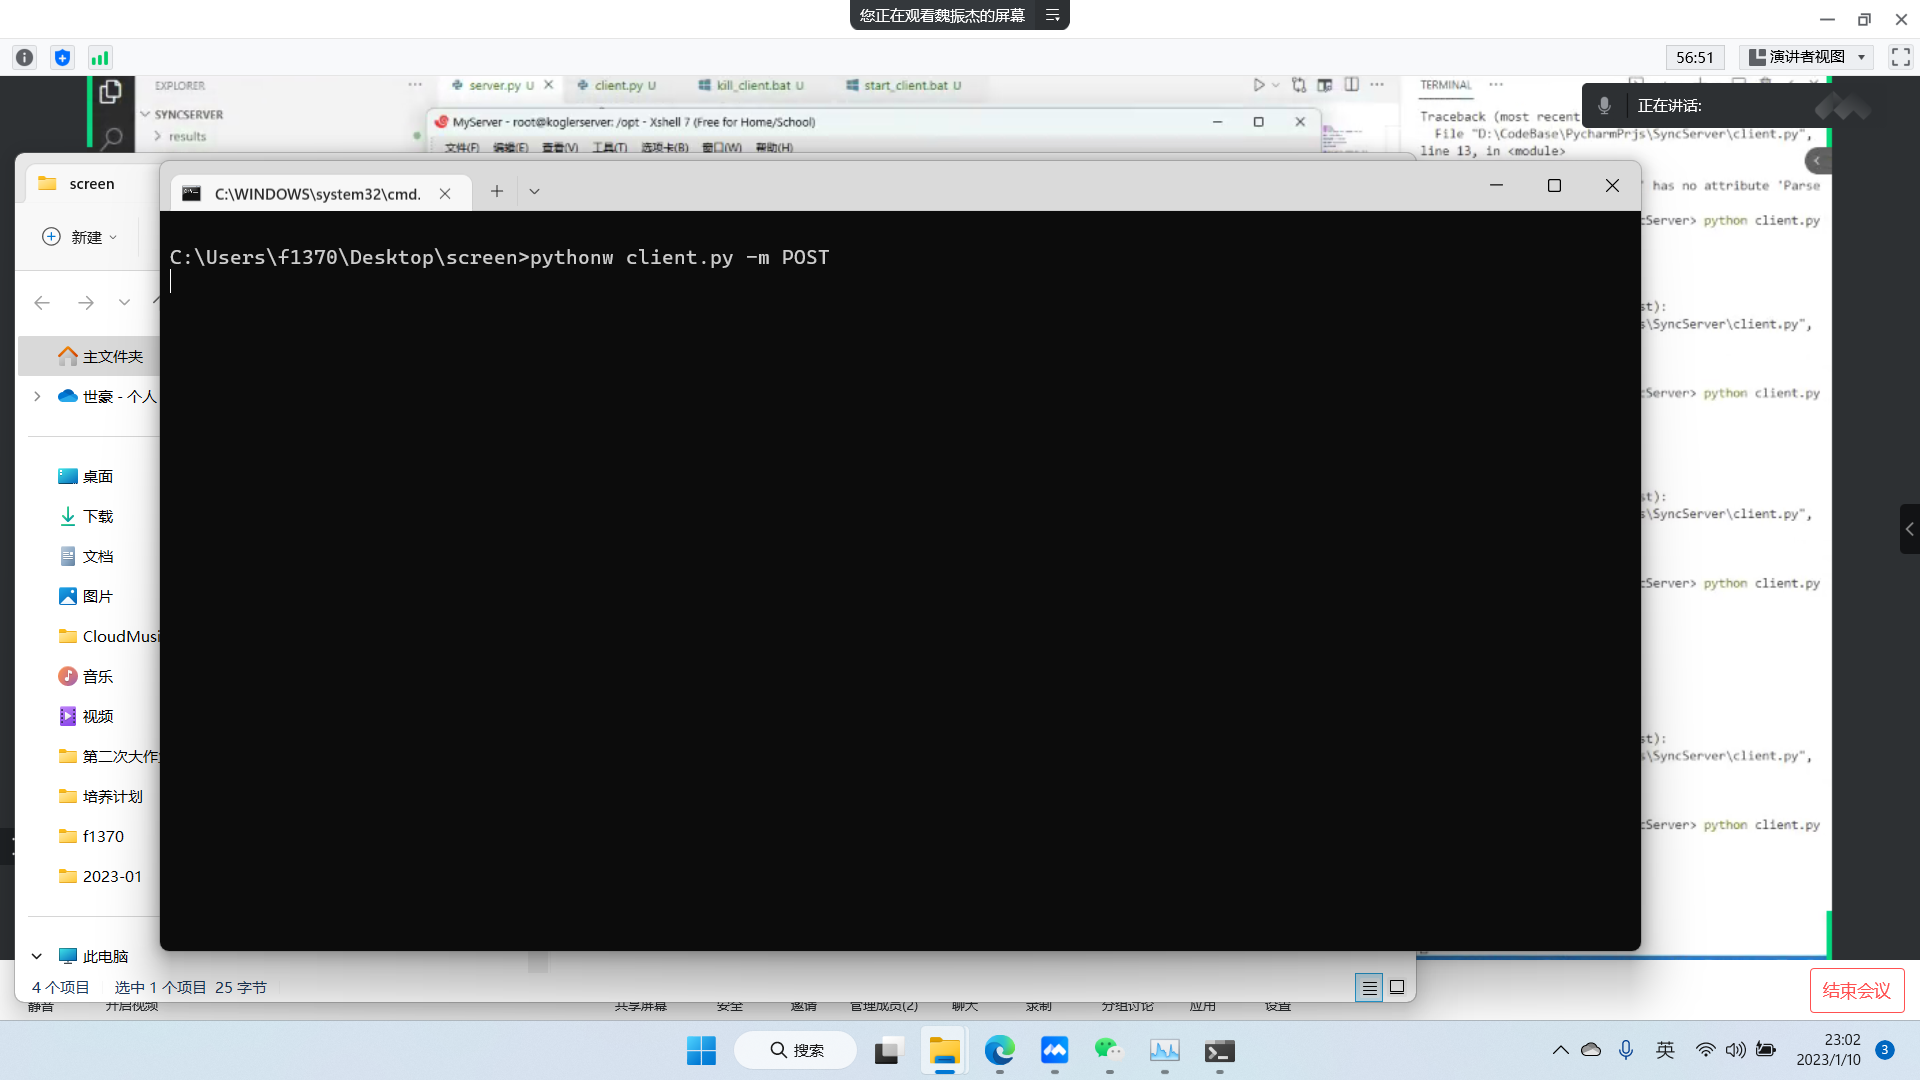 您正在观看魏振杰的屏幕
56:51
演讲者视图
EXPLORER
server.py U
client.py U
kill_client.bat U
start_client.bat U
TERMINAL
SYNCSERVER
results
MyServer - root@koglerserver: /opt - Xshell 7 (Free for Home/School)
文件(F) 编辑(E) 查看(V) 工具(T) 选项卡(B) 窗口(W) 帮助(H)
正在讲话:
Traceback (most recent
File "D:\CodeBase\PycharmPrjs\SyncServer\client.py",
line 13, in <module>
' has no attribute 'Parse
cServer> python client.py
st):
s\SyncServer\client.py",
cServer> python client.py
st):
s\SyncServer\client.py",
cServer> python client.py
st):
s\SyncServer\client.py",
cServer> python client.py
screen
新建
C:\WINDOWS\system32\cmd.
C:\Users\f1370\Desktop\screen>pythonw client.py -m POST
主文件夹
世豪 - 个人
桌面
下载
文档
图片
CloudMusi
音乐
视频
第二次大作
培养计划
f1370
2023-01
此电脑
4 个项目
选中 1 个项目 25 字节
静音
开启视频
共享屏幕
安全
邀请
管理成员(2)
聊天
录制
分组讨论
应用
设置
结束会议
搜索
英
23:02
2023/1/10
3